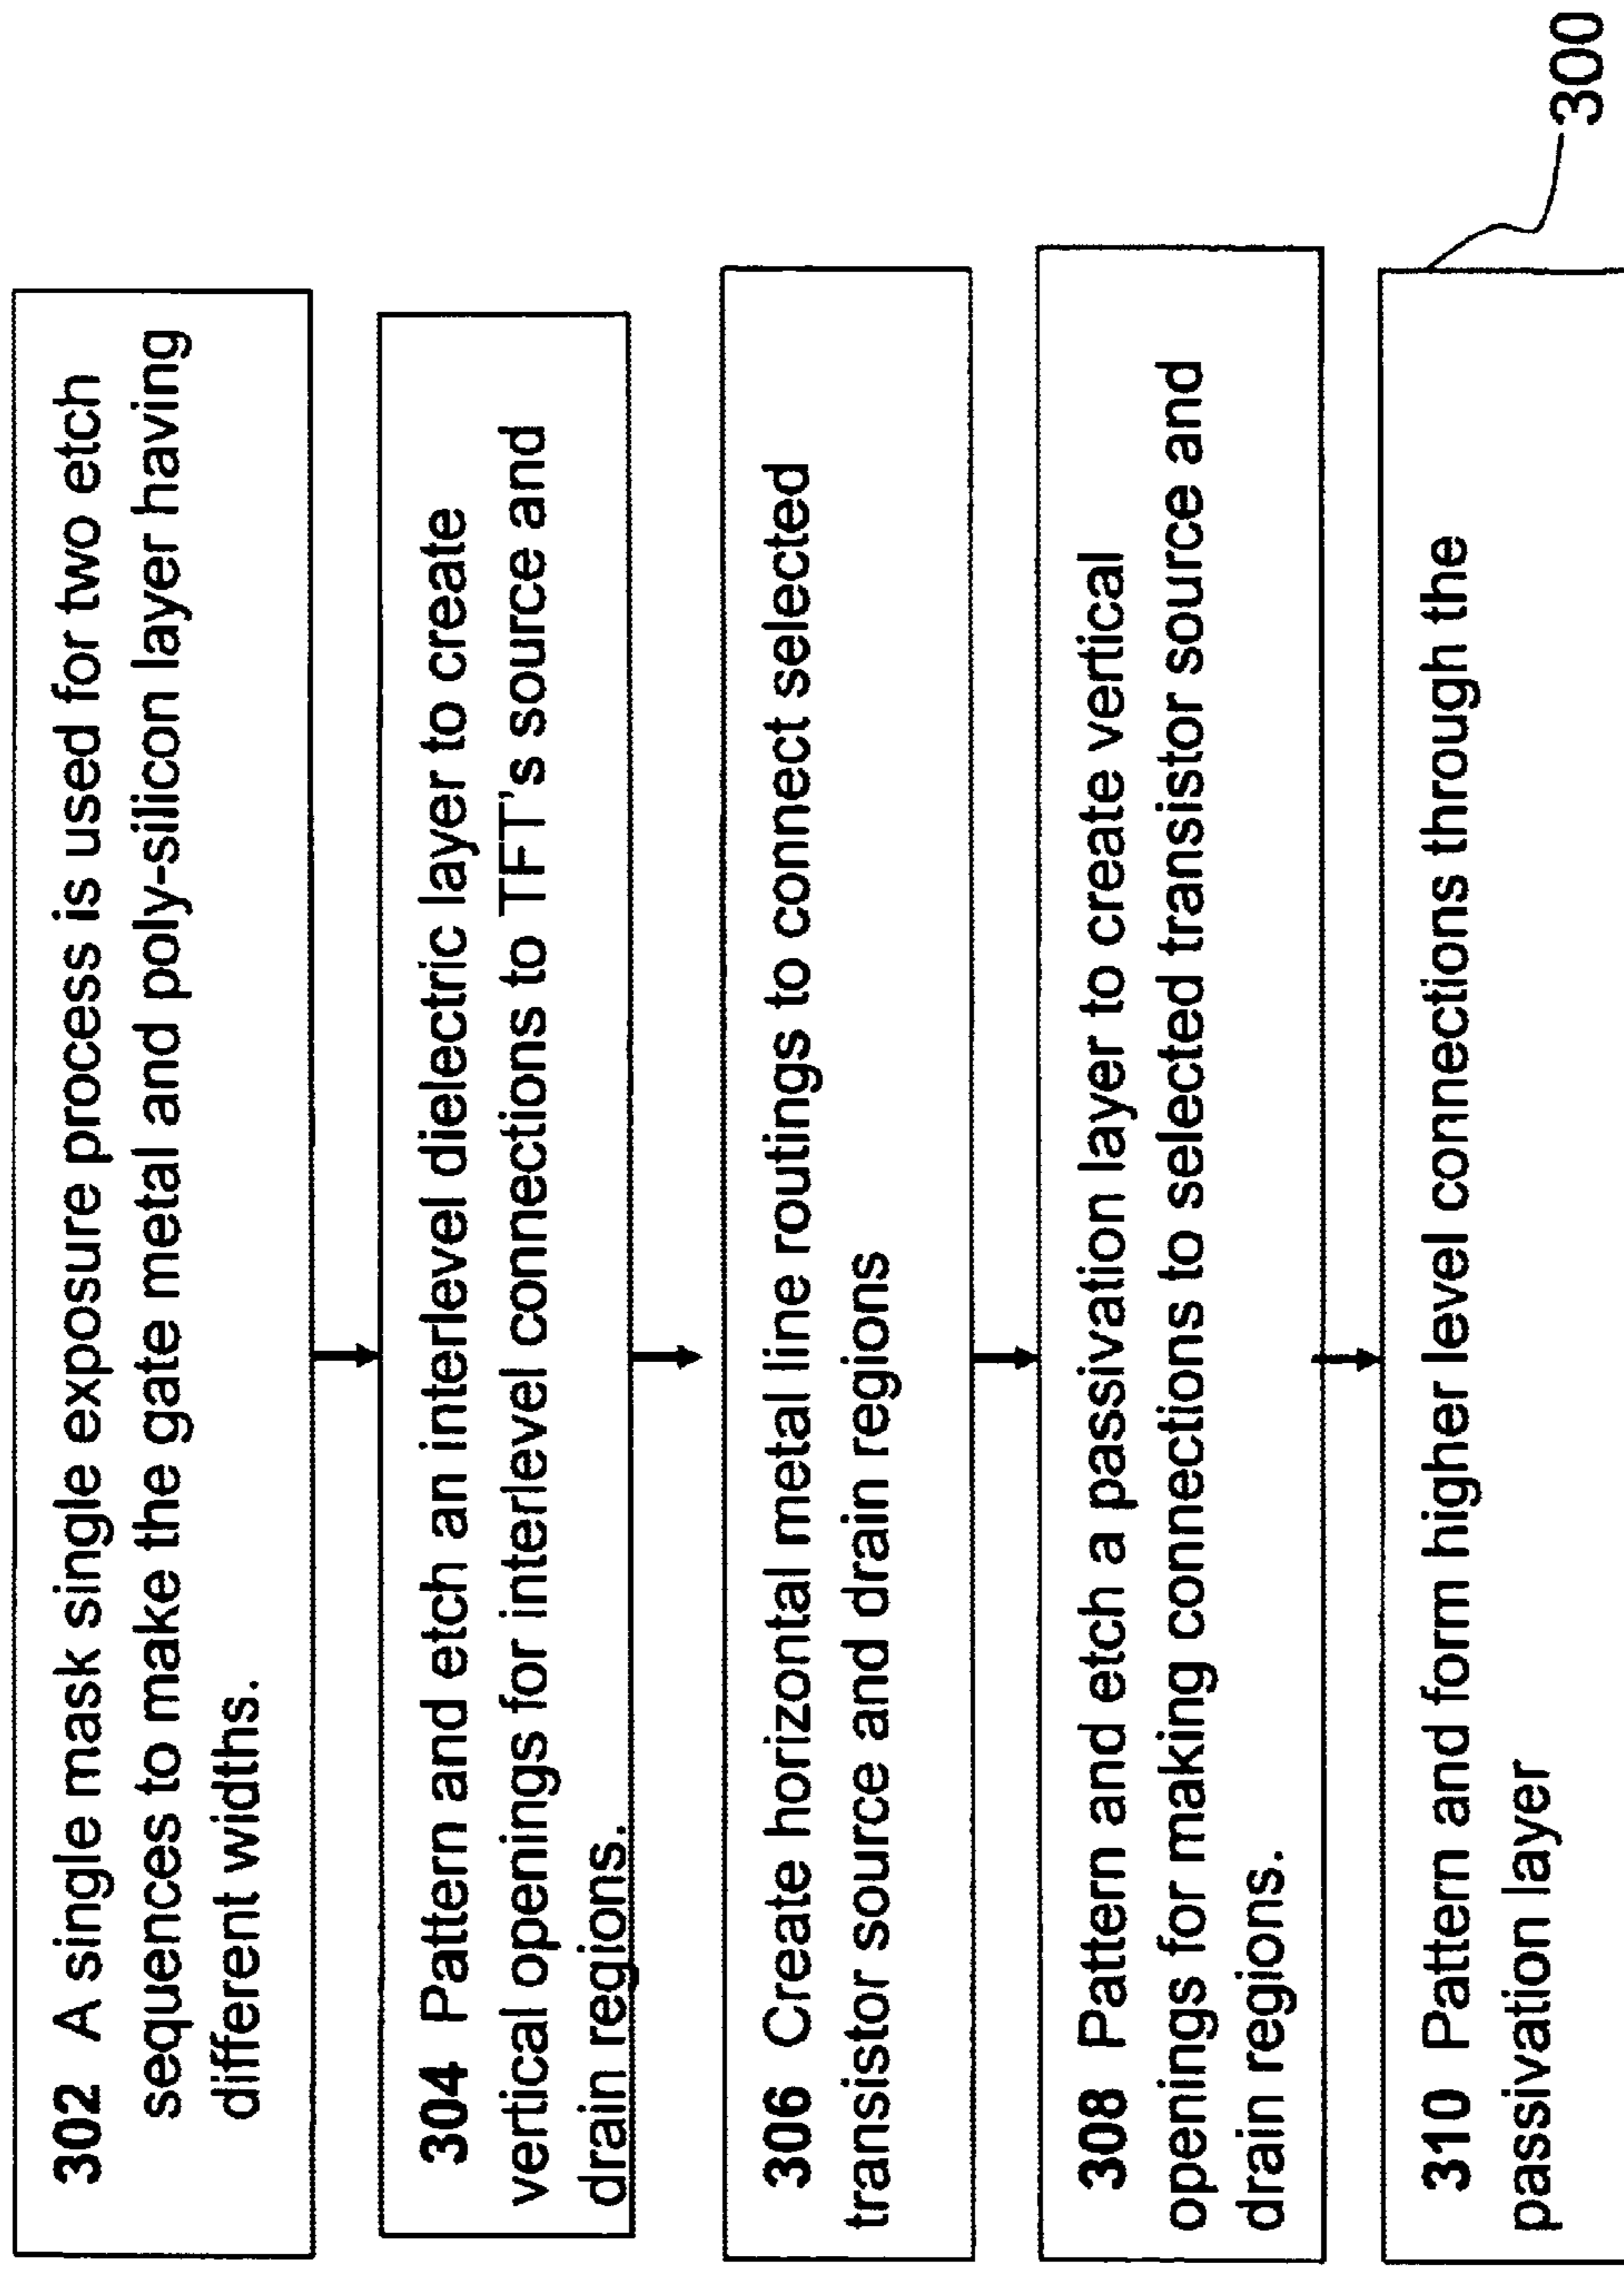 302 A single mask single exposure process is used for two etch
sequences to make the gate metal and poly-silicon layer having
different widths.
304 Pattern and etch an interlevel dielectric layer to create
vertical openings for interlevel connections to TFT's source and
drain regions.
306 Create horizontal metal line routings to connect selected
transistor source and drain regions
308 Pattern and etch a passivation layer to create vertical
openings for making connections to selected transistor source and
drain regions.
310 Pattern and form higher level connections through the
passivation layer
300